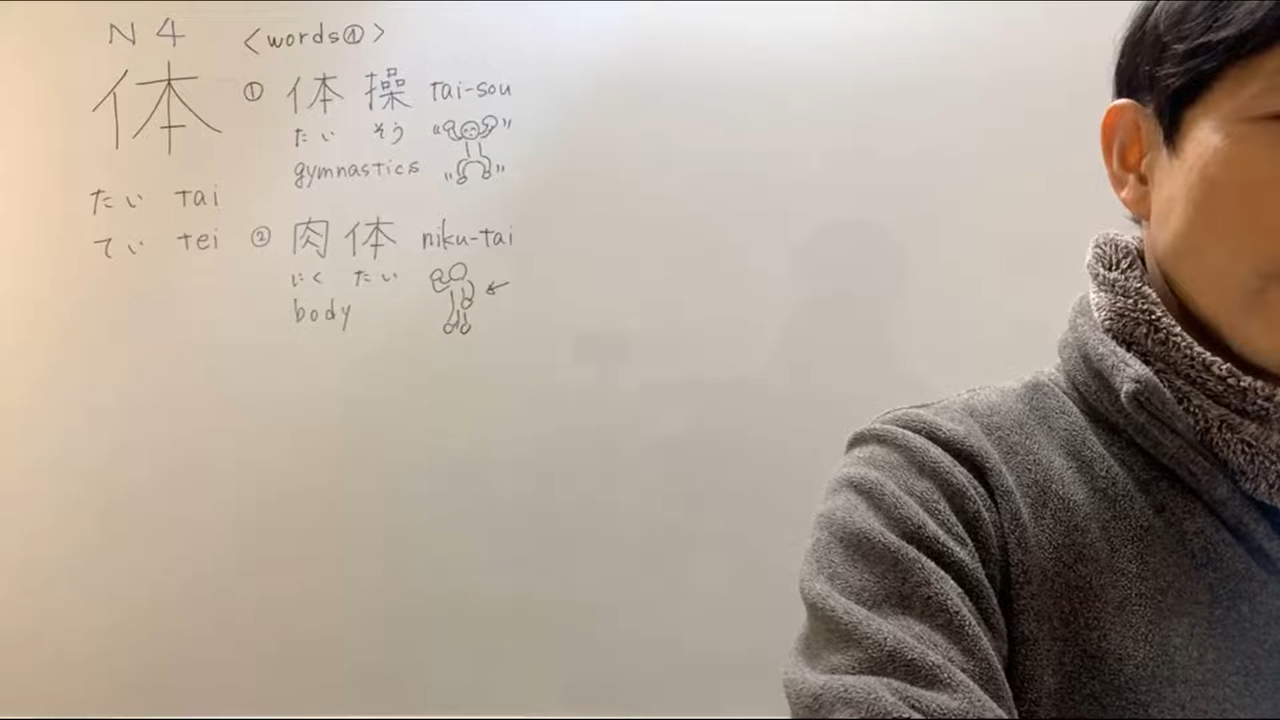 N4 <words①>
体
たい tai
てい tei
① 体操 tai-sou
たい そう
gymnastics
② 肉体 niku-tai
にく たい
body